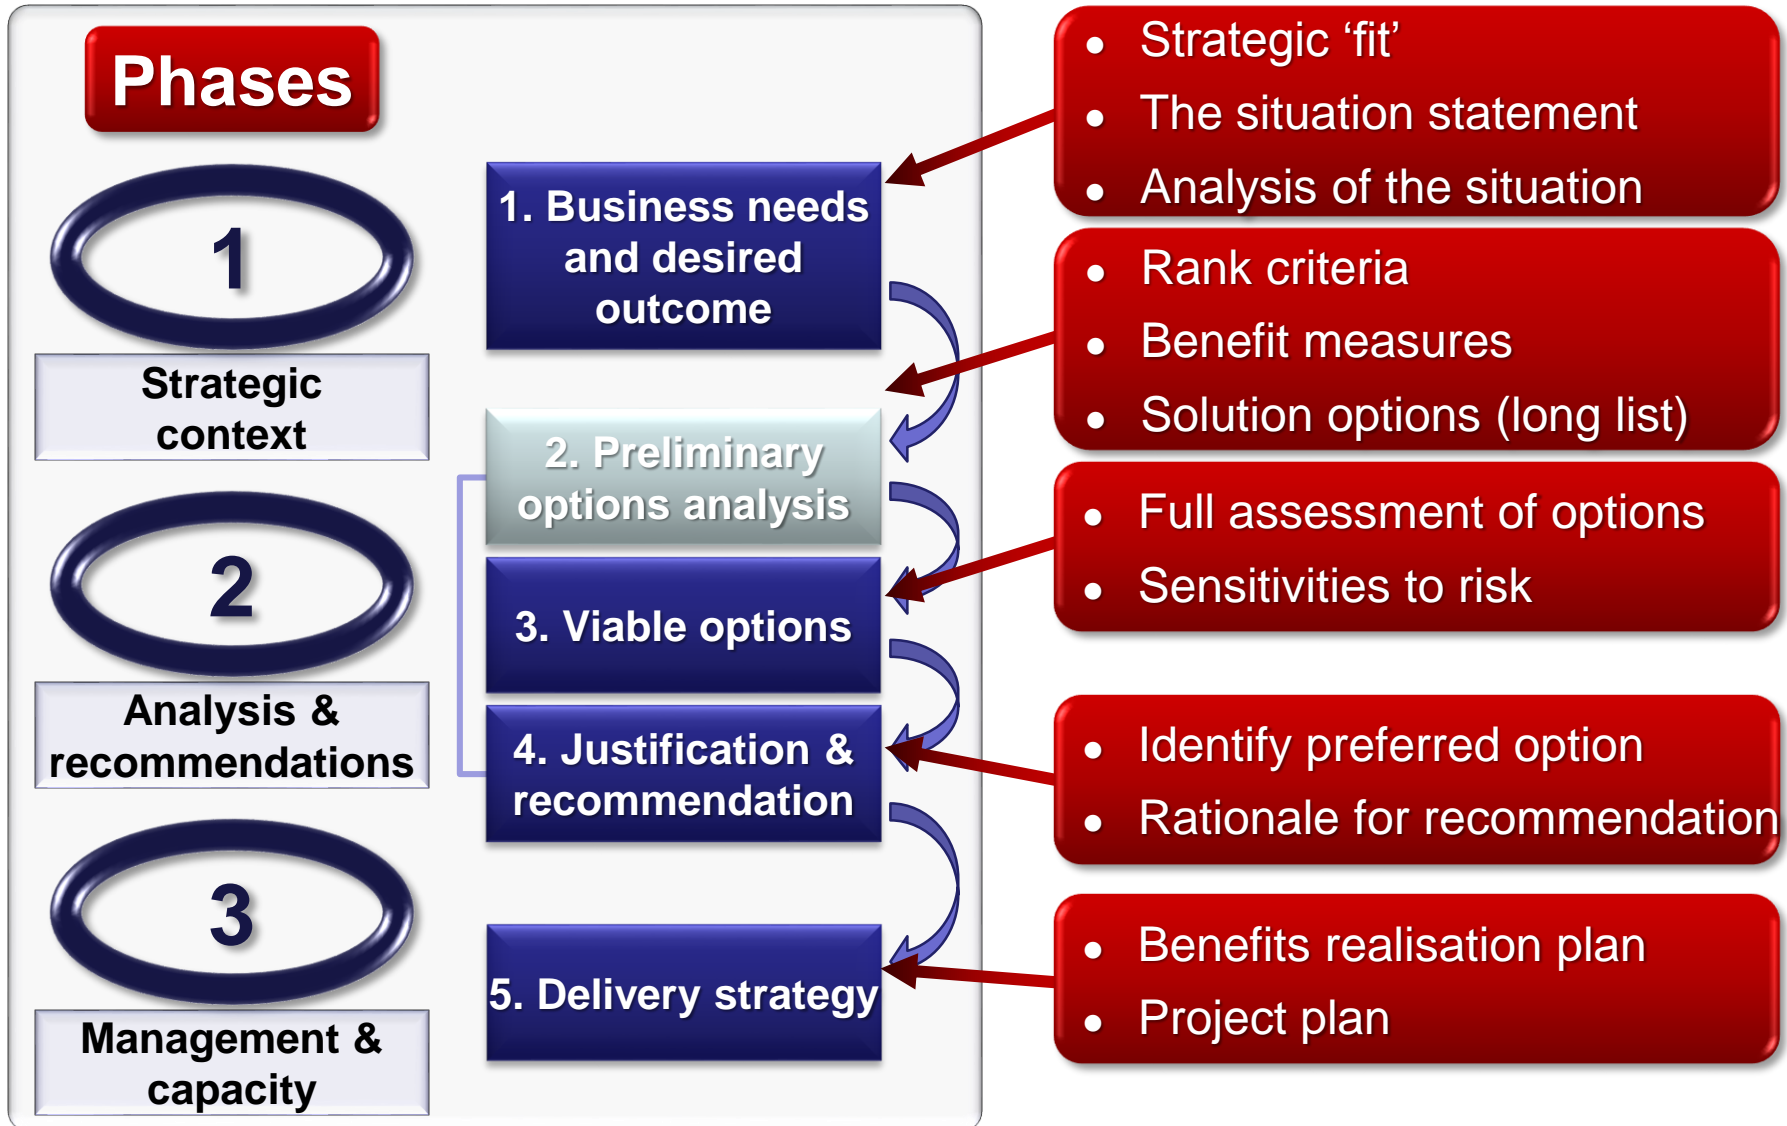 Phases
1
Strategic
context
2
Analysis &
recommendations
3
Management &
capacity
1. Business needs
and desired
outcome
2. Preliminary
options analysis
3. Viable options
4. Justification &
recommendation
5. Delivery strategy
• Strategic ‘fit’
• The situation statement
• Analysis of the situation
• Rank criteria
• Benefit measures
• Solution options (long list)
• Full assessment of options
• Sensitivities to risk
• Identify preferred option
• Rationale for recommendation
• Benefits realisation plan
• Project plan